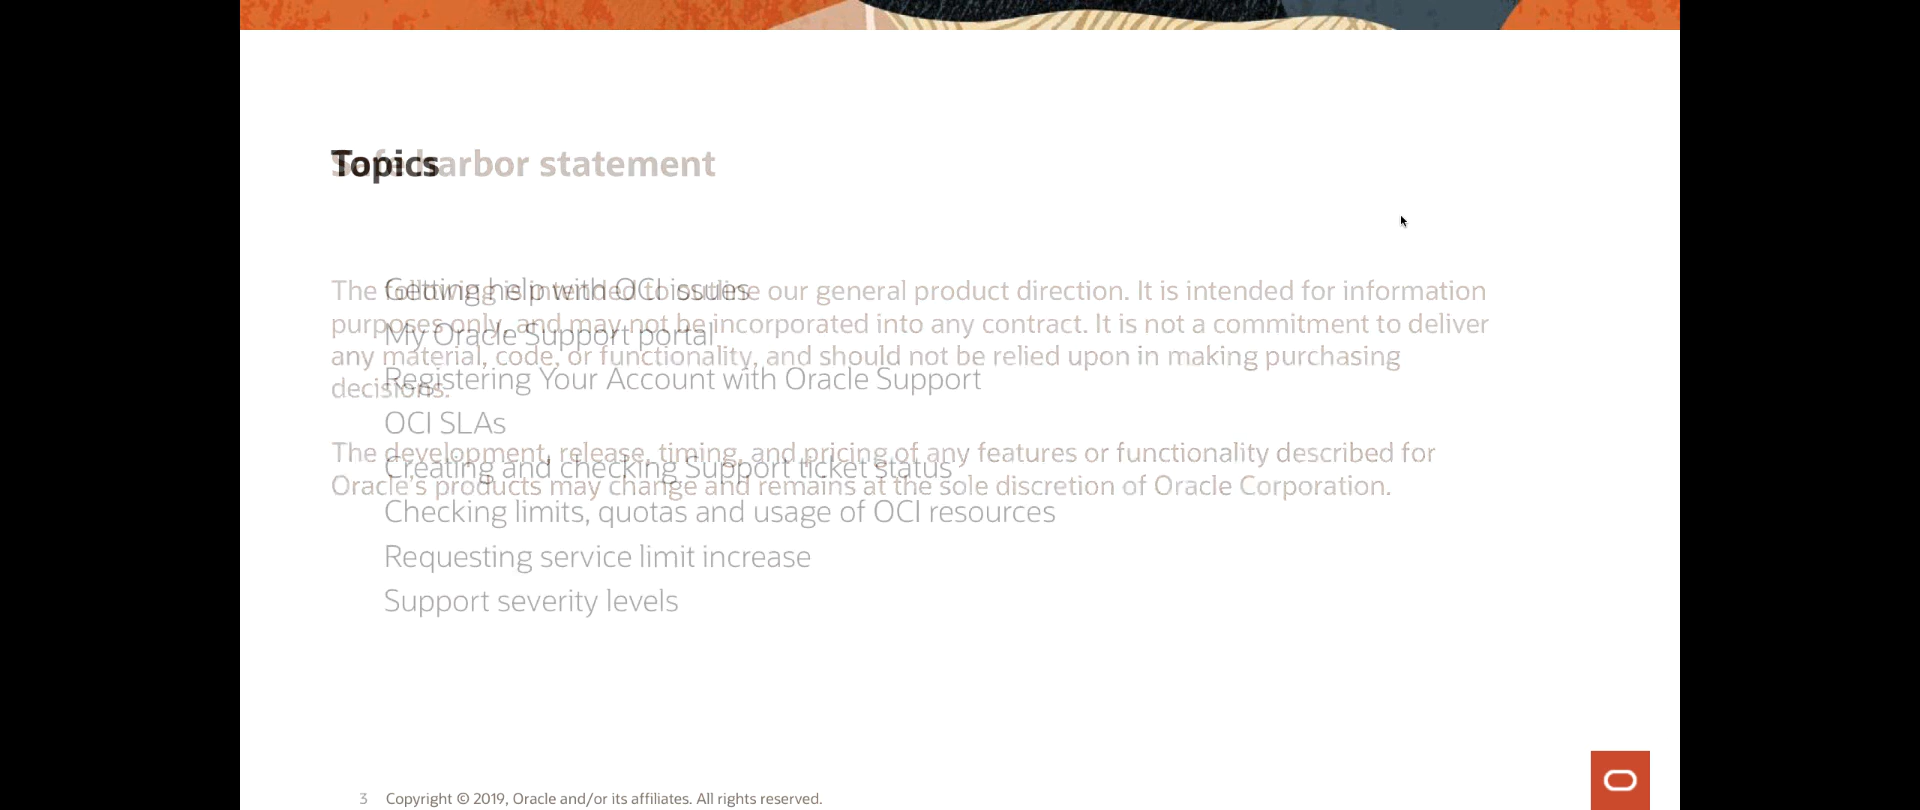 Topics
Safe harbor statement
Getting help with OCI issues
My Oracle Support portal
Registering Your Account with Oracle Support
OCI SLAs
Creating and checking Support ticket status
Checking limits, quotas and usage of OCI resources
Requesting service limit increase
Support severity levels
The following is intended to outline our general product direction. It is intended for information
purposes only, and may not be incorporated into any contract. It is not a commitment to deliver
any material, code, or functionality, and should not be relied upon in making purchasing
decisions.
The development, release, timing, and pricing of any features or functionality described for
Oracle's products may change and remains at the sole discretion of Oracle Corporation.
3 Copyright © 2019, Oracle and/or its affiliates. All rights reserved.